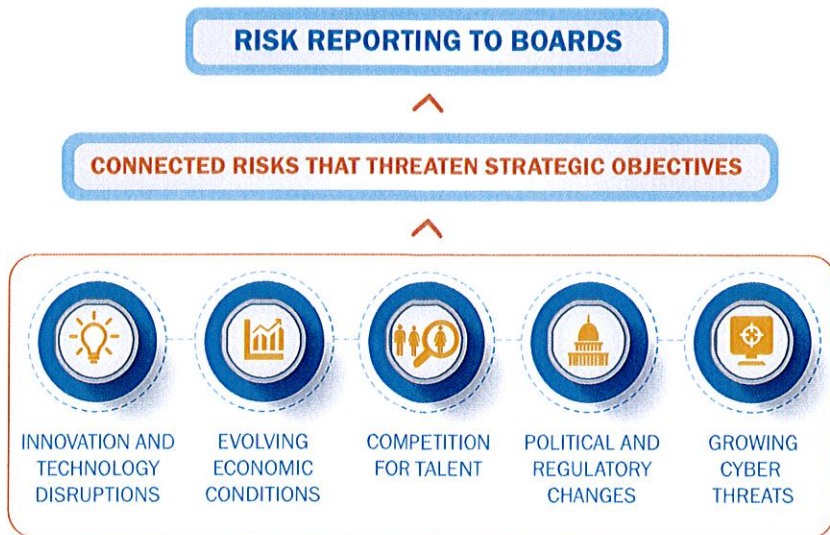 RISK REPORTING TO BOARDS
CONNECTED RISKS THAT THREATEN STRATEGIC OBJECTIVES
INNOVATION AND
TECHNOLOGY
DISRUPTIONS
EVOLVING
ECONOMIC
CONDITIONS
COMPETITION
FOR TALENT
POLITICAL AND
REGULATORY
CHANGES
GROWING
CYBER
THREATS